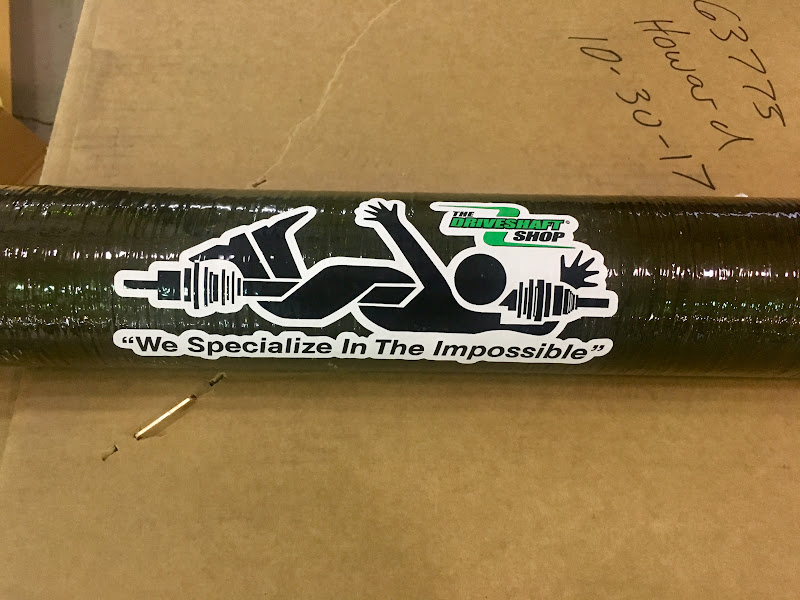 63775
Howard
10-30-17
THE
DRIVESHAFT
SHOP
“We Specialize In The Impossible”